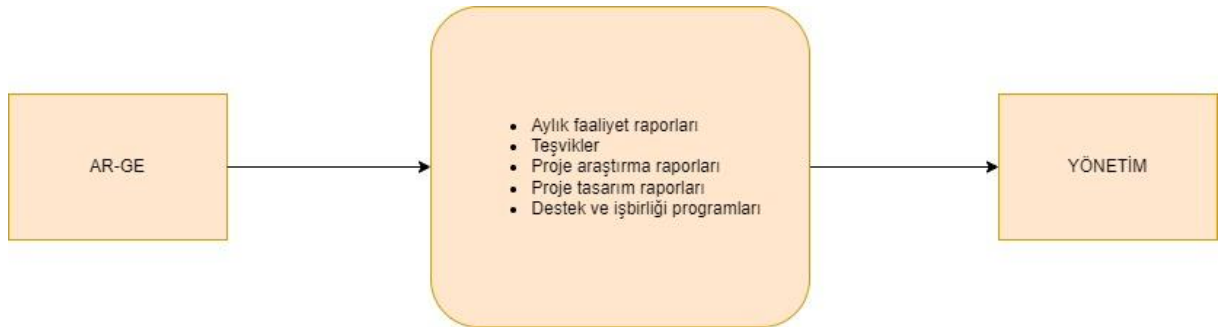 AR-GE
• Aylık faaliyet raporları
• Teşvikler
• Proje araştırma raporları
• Proje tasarım raporları
• Destek ve işbirliği programları
YÖNETİM